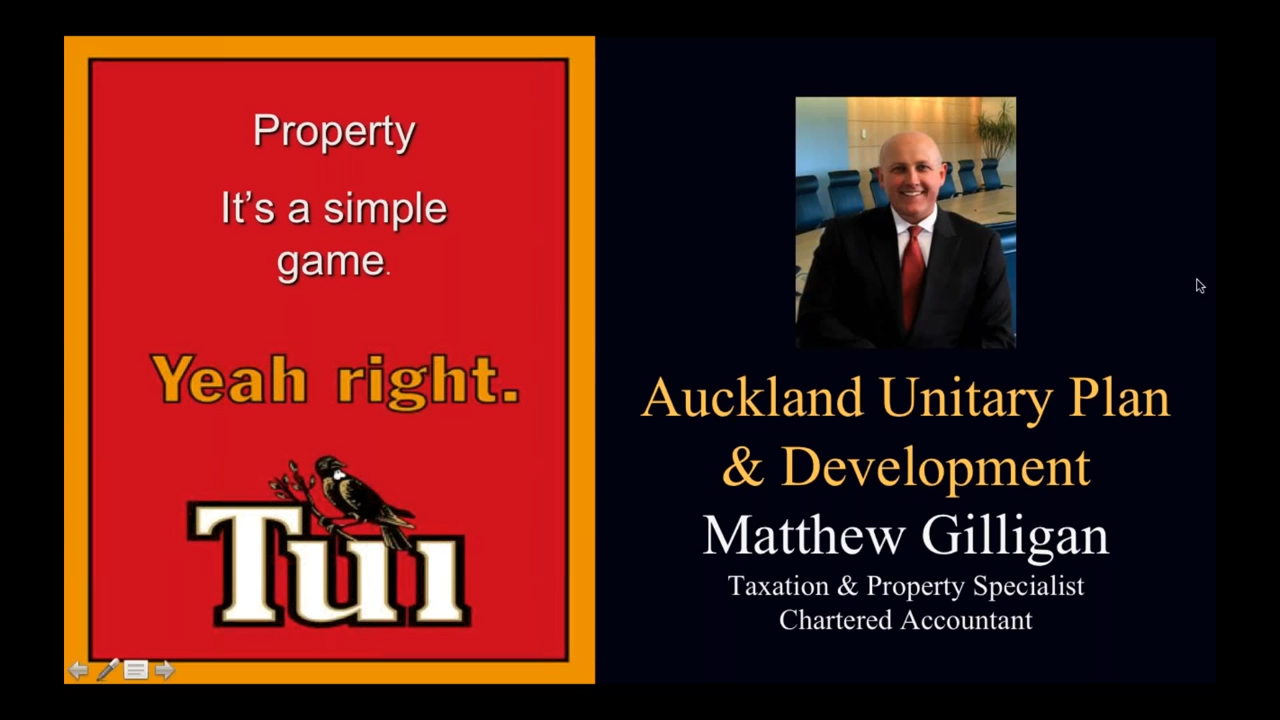 Property
It’s a simple
game.
Yeah right.
Tui
Auckland Unitary Plan
& Development
Matthew Gilligan
Taxation & Property Specialist
Chartered Accountant